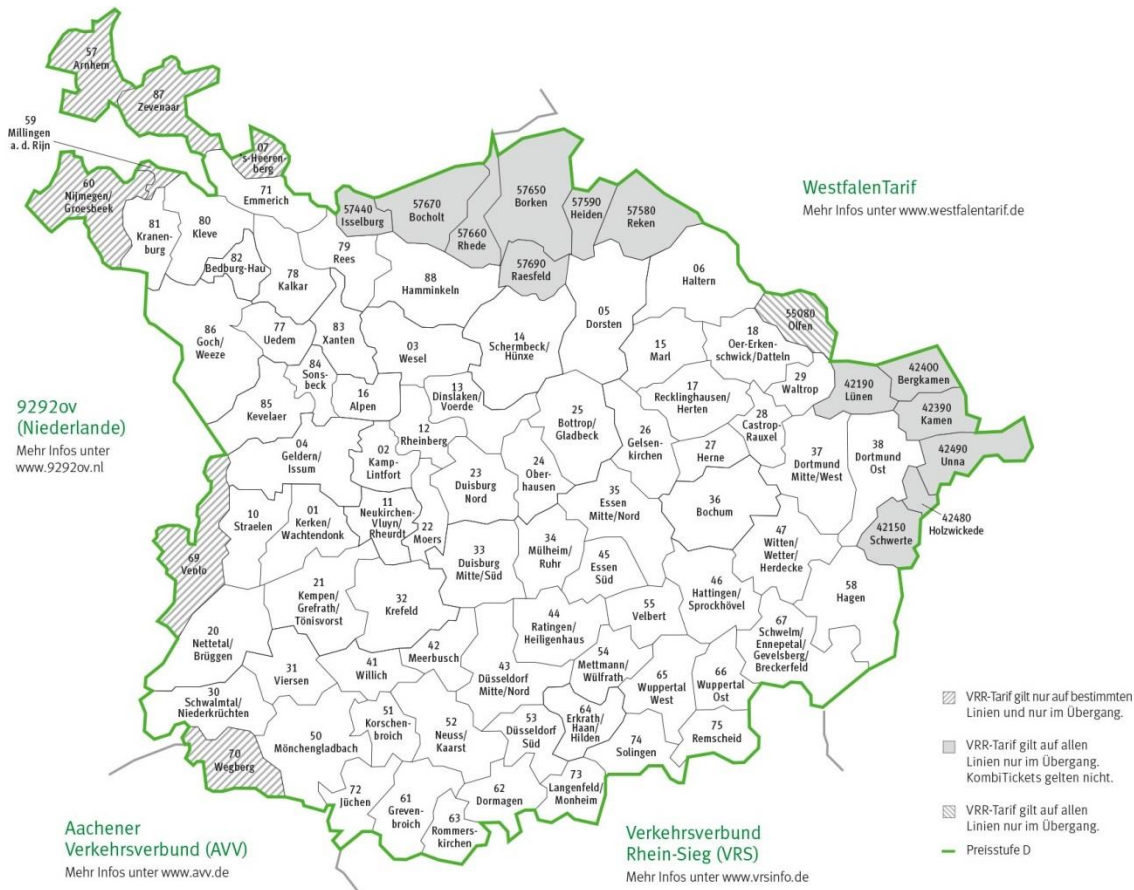 57
Arnhem
87
Zevenaar
59
Millingen
a. d. Rijn
07
's-Heeren-
berg
60
Nijmegen/
Groesbeek
71
Emmerich
81
Kranen-
burg
80
Kleve
82
Bedburg-Hau
79
Rees
78
Kalkar
57440
Isselburg
57670
Bocholt
57660
Rhede
57650
Borken
57590
Heiden
57580
Reken
57690
Raesfeld
WestfalenTarif
Mehr Infos unter www.westfalentarif.de
88
Hamminkeln
06
Haltern
05
Dorsten
55080
Olfen
86
Goch/
Weeze
77
Uedem
83
Xanten
03
Wesel
14
Schermbeck/
Hünxe
15
Marl
18
Oer-Erken-
schwick/Datteln
84
Sons-
beck
16
Alpen
13
Dinslaken/
Voerde
29
Waltrop
42190
Lünen
42400
Bergkamen
42390
Kamen
42490
Unna
42480
Holzwickede
42150
Schwerte
9292ov
(Niederlande)
Mehr Infos unter
www.9292ov.nl
85
Kevelaer
04
Geldern/
Issum
02
Kamp-
Lintfort
12
Rheinberg
25
Bottrop/
Gladbeck
17
Recklinghausen/
Herten
26
Gelsen-
kirchen
28
Castrop-
Rauxel
27
Herne
37
Dortmund
Mitte/West
38
Dortmund
Ost
10
Straelen
01
Kerken/
Wachtendonk
11
Neukirchen-
Vluyn/
Rheurdt
22
Moers
23
Duisburg
Nord
24
Ober-
hausen
35
Essen
Mitte/Nord
36
Bochum
69
Venlo
21
Kempen/
Grefrath/
Tönisvorst
32
Krefeld
33
Duisburg
Mitte/Süd
34
Mülheim/
Ruhr
45
Essen
Süd
47
Witten/
Wetter/
Herdecke
46
Hattingen/
Sprockhövel
58
Hagen
20
Nettetal/
Brüggen
31
Viersen
41
Willich
42
Meerbusch
44
Ratingen/
Heiligenhaus
55
Velbert
67
Schwelm/
Ennepetal/
Gevelsberg/
Breckerfeld
30
Schwalmtal/
Niederkrüchten
43
Düsseldorf
Mitte/Nord
54
Mettmann/
Wülfrath
65
Wuppertal
West
66
Wuppertal
Ost
50
Mönchengladbach
51
Korschen-
broich
52
Neuss/
Kaarst
53
Düsseldorf
Süd
64
Erkrath/
Haan/
Hilden
74
Solingen
75
Remscheid
70
Wegberg
72
Jüchen
61
Greven-
broich
63
Rommers-
kirchen
62
Dormagen
73
Langenfeld/
Monheim
Aachener
Verkehrsverbund (AVV)
Mehr Infos unter www.avv.de
Verkehrsverbund
Rhein-Sieg (VRS)
Mehr Infos unter www.vrsinfo.de
VRR-Tarif gilt nur auf bestimmten
Linien und nur im Übergang.
VRR-Tarif gilt auf allen
Linien nur im Übergang.
KombiTickets gelten nicht.
VRR-Tarif gilt auf allen
Linien nur im Übergang.
Preisstufe D